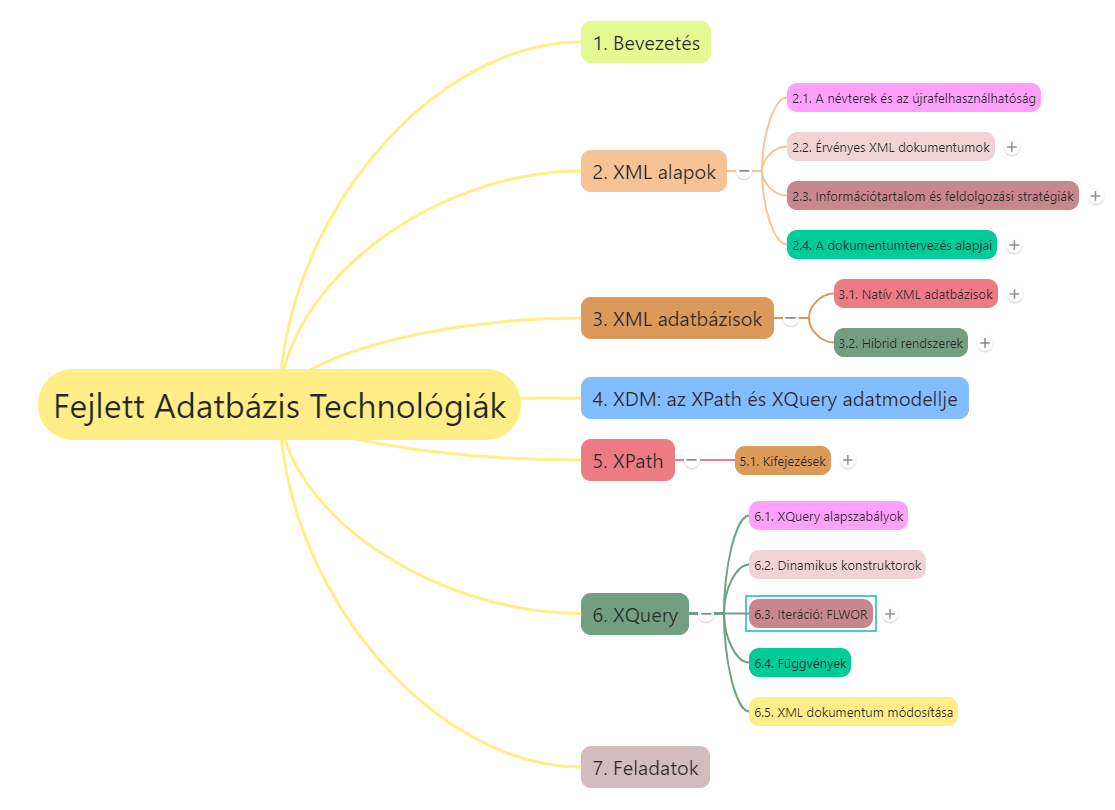 Fejlett Adatbázis Technológiák
1. Bevezetés
2. XML alapok
2.1. A névterek és az újrafelhasználhatóság
2.2. Érvényes XML dokumentumok
2.3. Információtartalom és feldolgozási stratégiák
2.4. A dokumentumtervezés alapjai
3. XML adatbázisok
3.1. Natív XML adatbázisok
3.2. Hibrid rendszerek
4. XDM: az XPath és XQuery adatmodellje
5. XPath
5.1. Kifejezések
6. XQuery
6.1. XQuery alapszabályok
6.2. Dinamikus konstruktorok
6.3. Iteráció: FLWOR
6.4. Függvények
6.5. XML dokumentum módosítása
7. Feladatok